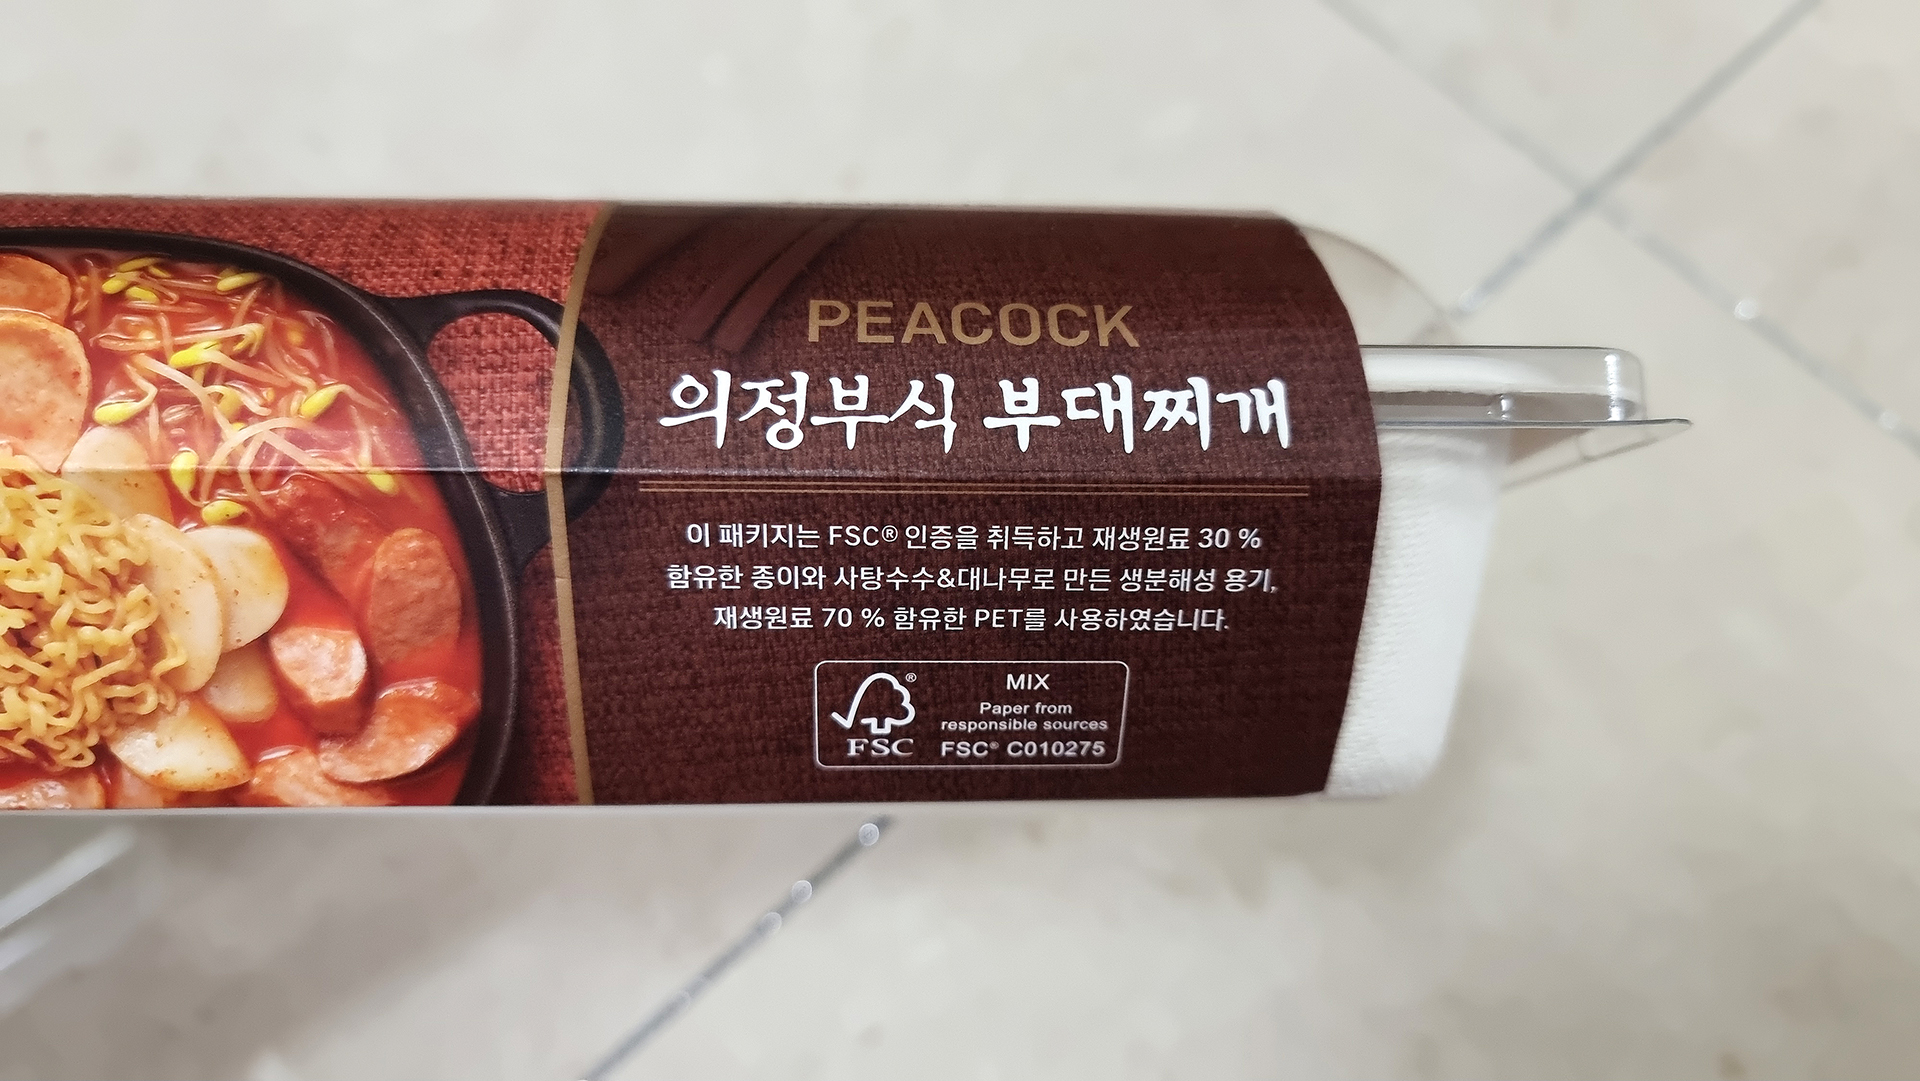 PEACOCK
의정부식 부대찌개
이 패키지는 FSC® 인증을 취득하고 재생원료 30 %
함유한 종이와 사탕수수&대나무로 만든 생분해성 용기,
재생원료 70 % 함유한 PET를 사용하였습니다.
®
FSC
MIX
Paper from
responsible sources
FSC® C010275